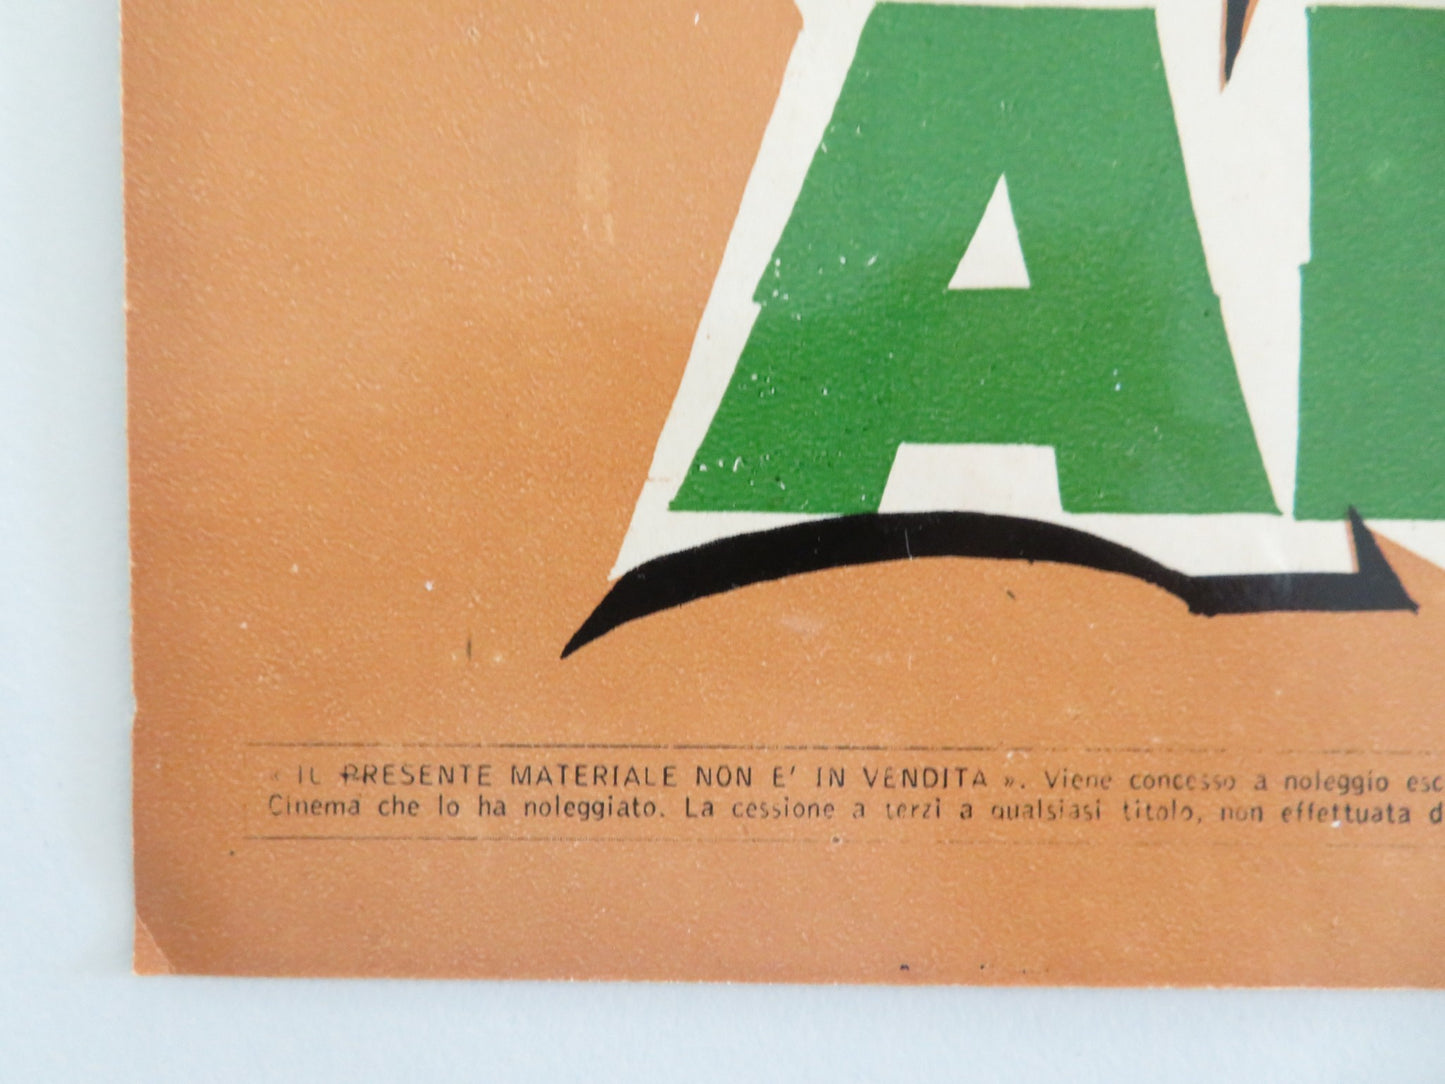 A
« IL PRESENTE MATERIALE NON E' IN VENDITA ». Viene concesso a noleggio esc
Cinema che lo ha noleggiato. La cessione a terzi a qualsiasi titolo, non effettuata d